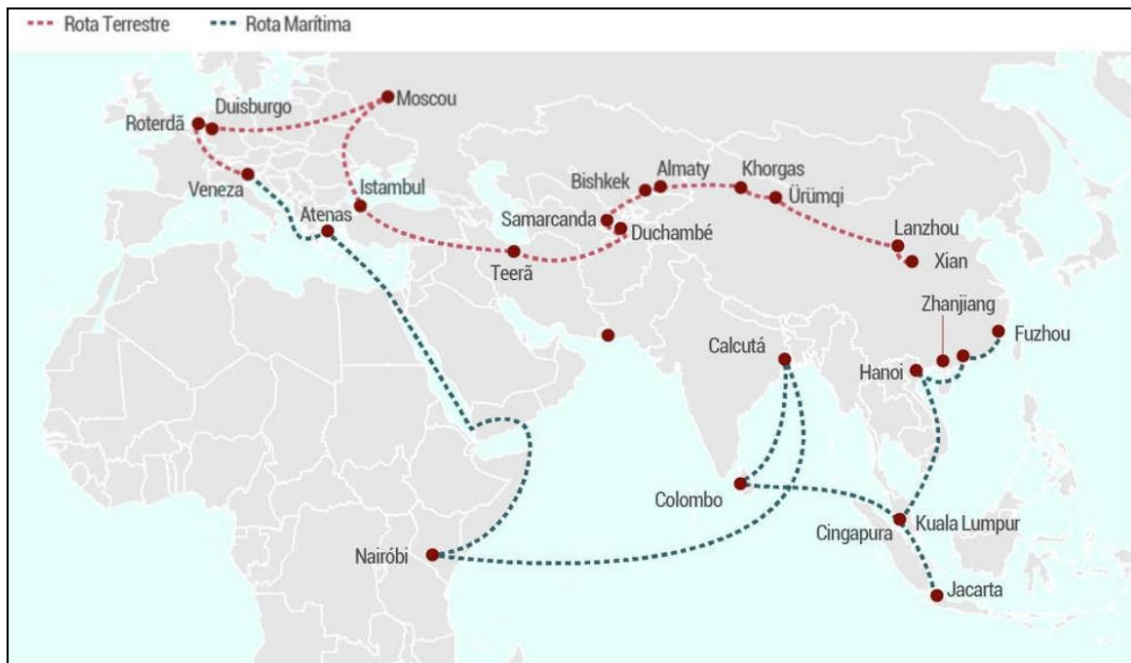 Rota Terrestre
Rota Marítima
Moscou
Duisburgo
Roterdã
Almaty
Khorgas
Bishkek
Veneza
Istambul
Ürümqi
Atenas
Samarcanda
Duchambé
Lanzhou
Teerã
Xian
Zhanjiang
Fuzhou
Calcutá
Hanoi
Colombo
Kuala Lumpur
Cingapura
Nairóbi
Jacarta